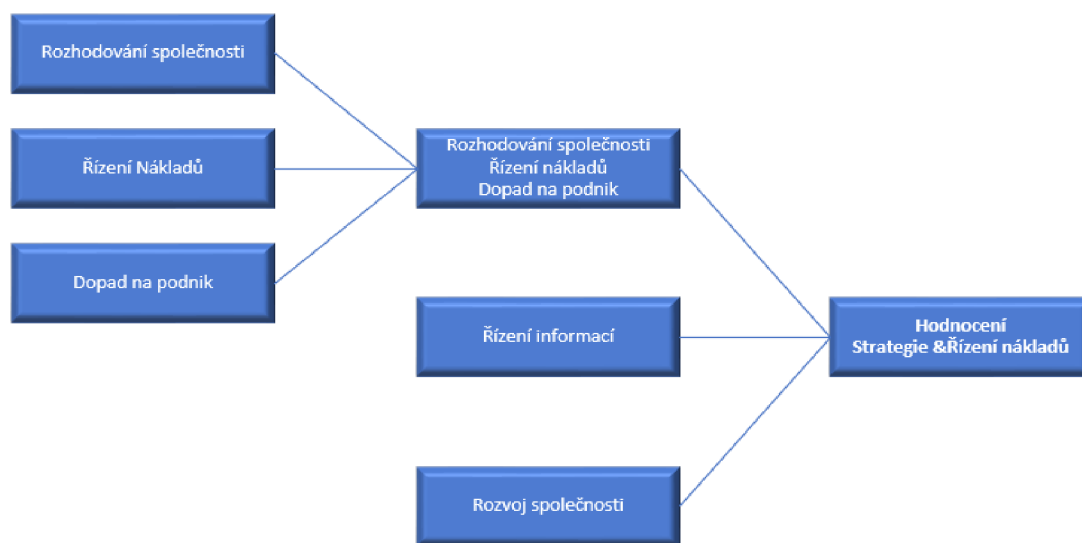 Rozhodování společnosti
Řízení Nákladů
Dopad na podnik
Rozhodování společnosti
Řízení nákladů
Dopad na podnik
Řízení informací
Rozvoj společnosti
Hodnocení
Strategie &Řízení nákladů